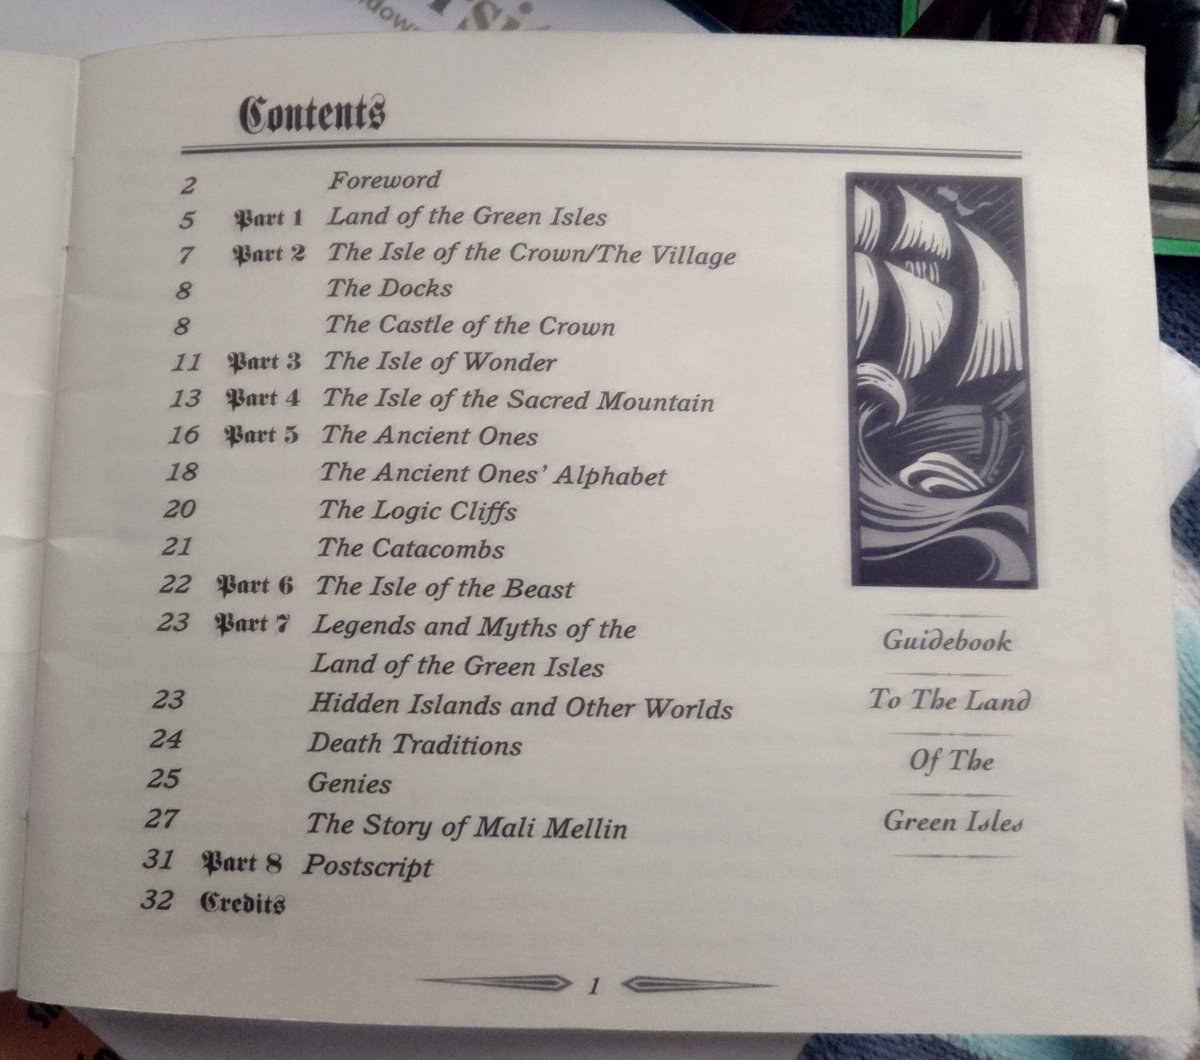 Contents
2 Foreword
5 Part 1 Land of the Green Isles
7 Part 2 The Isle of the Crown/The Village
8 The Docks
8 The Castle of the Crown
11 Part 3 The Isle of Wonder
13 Part 4 The Isle of the Sacred Mountain
16 Part 5 The Ancient Ones
18 The Ancient Ones' Alphabet
20 The Logic Cliffs
21 The Catacombs
22 Part 6 The Isle of the Beast
23 Part 7 Legends and Myths of the
Land of the Green Isles
23 Hidden Islands and Other Worlds
24 Death Traditions
25 Genies
27 The Story of Mali Mellin
31 Part 8 Postscript
32 Credits
Guidebook
To The Land
Of The
Green Isles
1